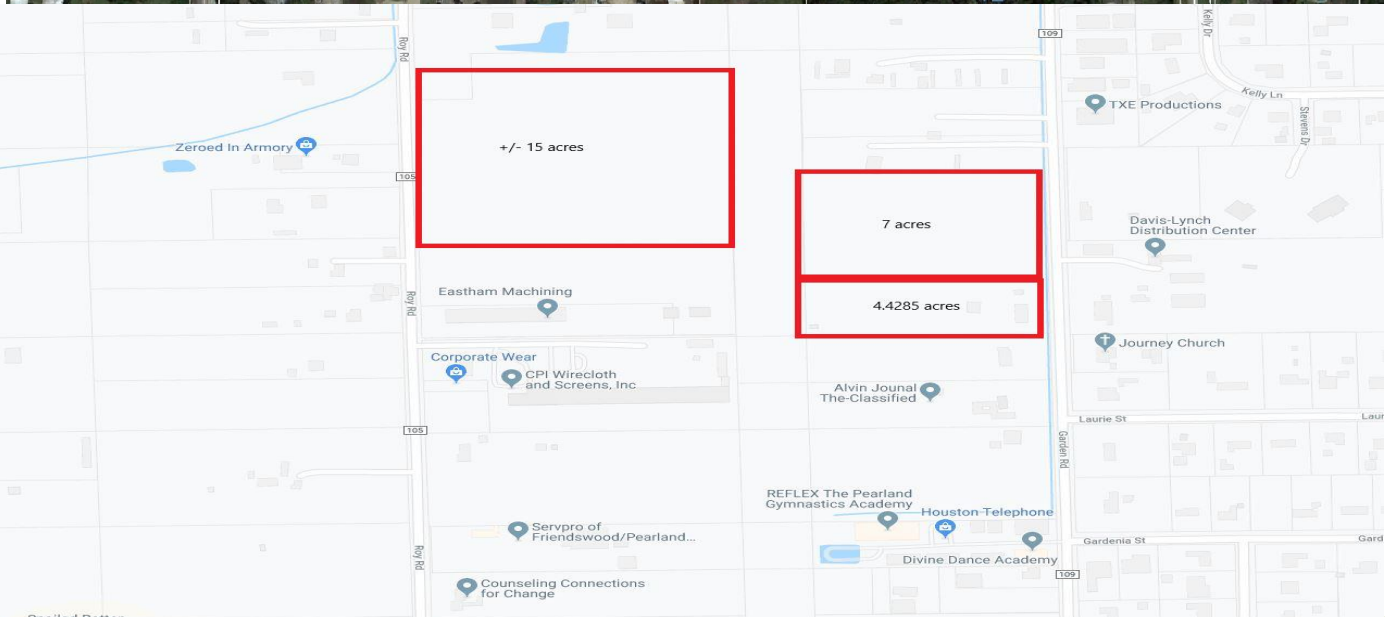 Roy Rd
109
Kelly Dr
Kelly Ln
Stevens Dr
TXE Productions
Zeroed In Armory
+/- 15 acres
105
7 acres
Davis-Lynch
Distribution Center
Eastham Machining
Roy Rd
4.4285 acres
Journey Church
Corporate Wear
CPI Wirecloth
and Screens, Inc
Alvin Jounal
The-Classified
Laurie St
Laur
105
Garden Rd
REFLEX The Pearland
Gymnastics Academy
Houston Telephone
Servpro of
Friendswood/Pearland...
Gardenia St
Gard
Divine Dance Academy
Roy Rd
109
Counseling Connections
for Change